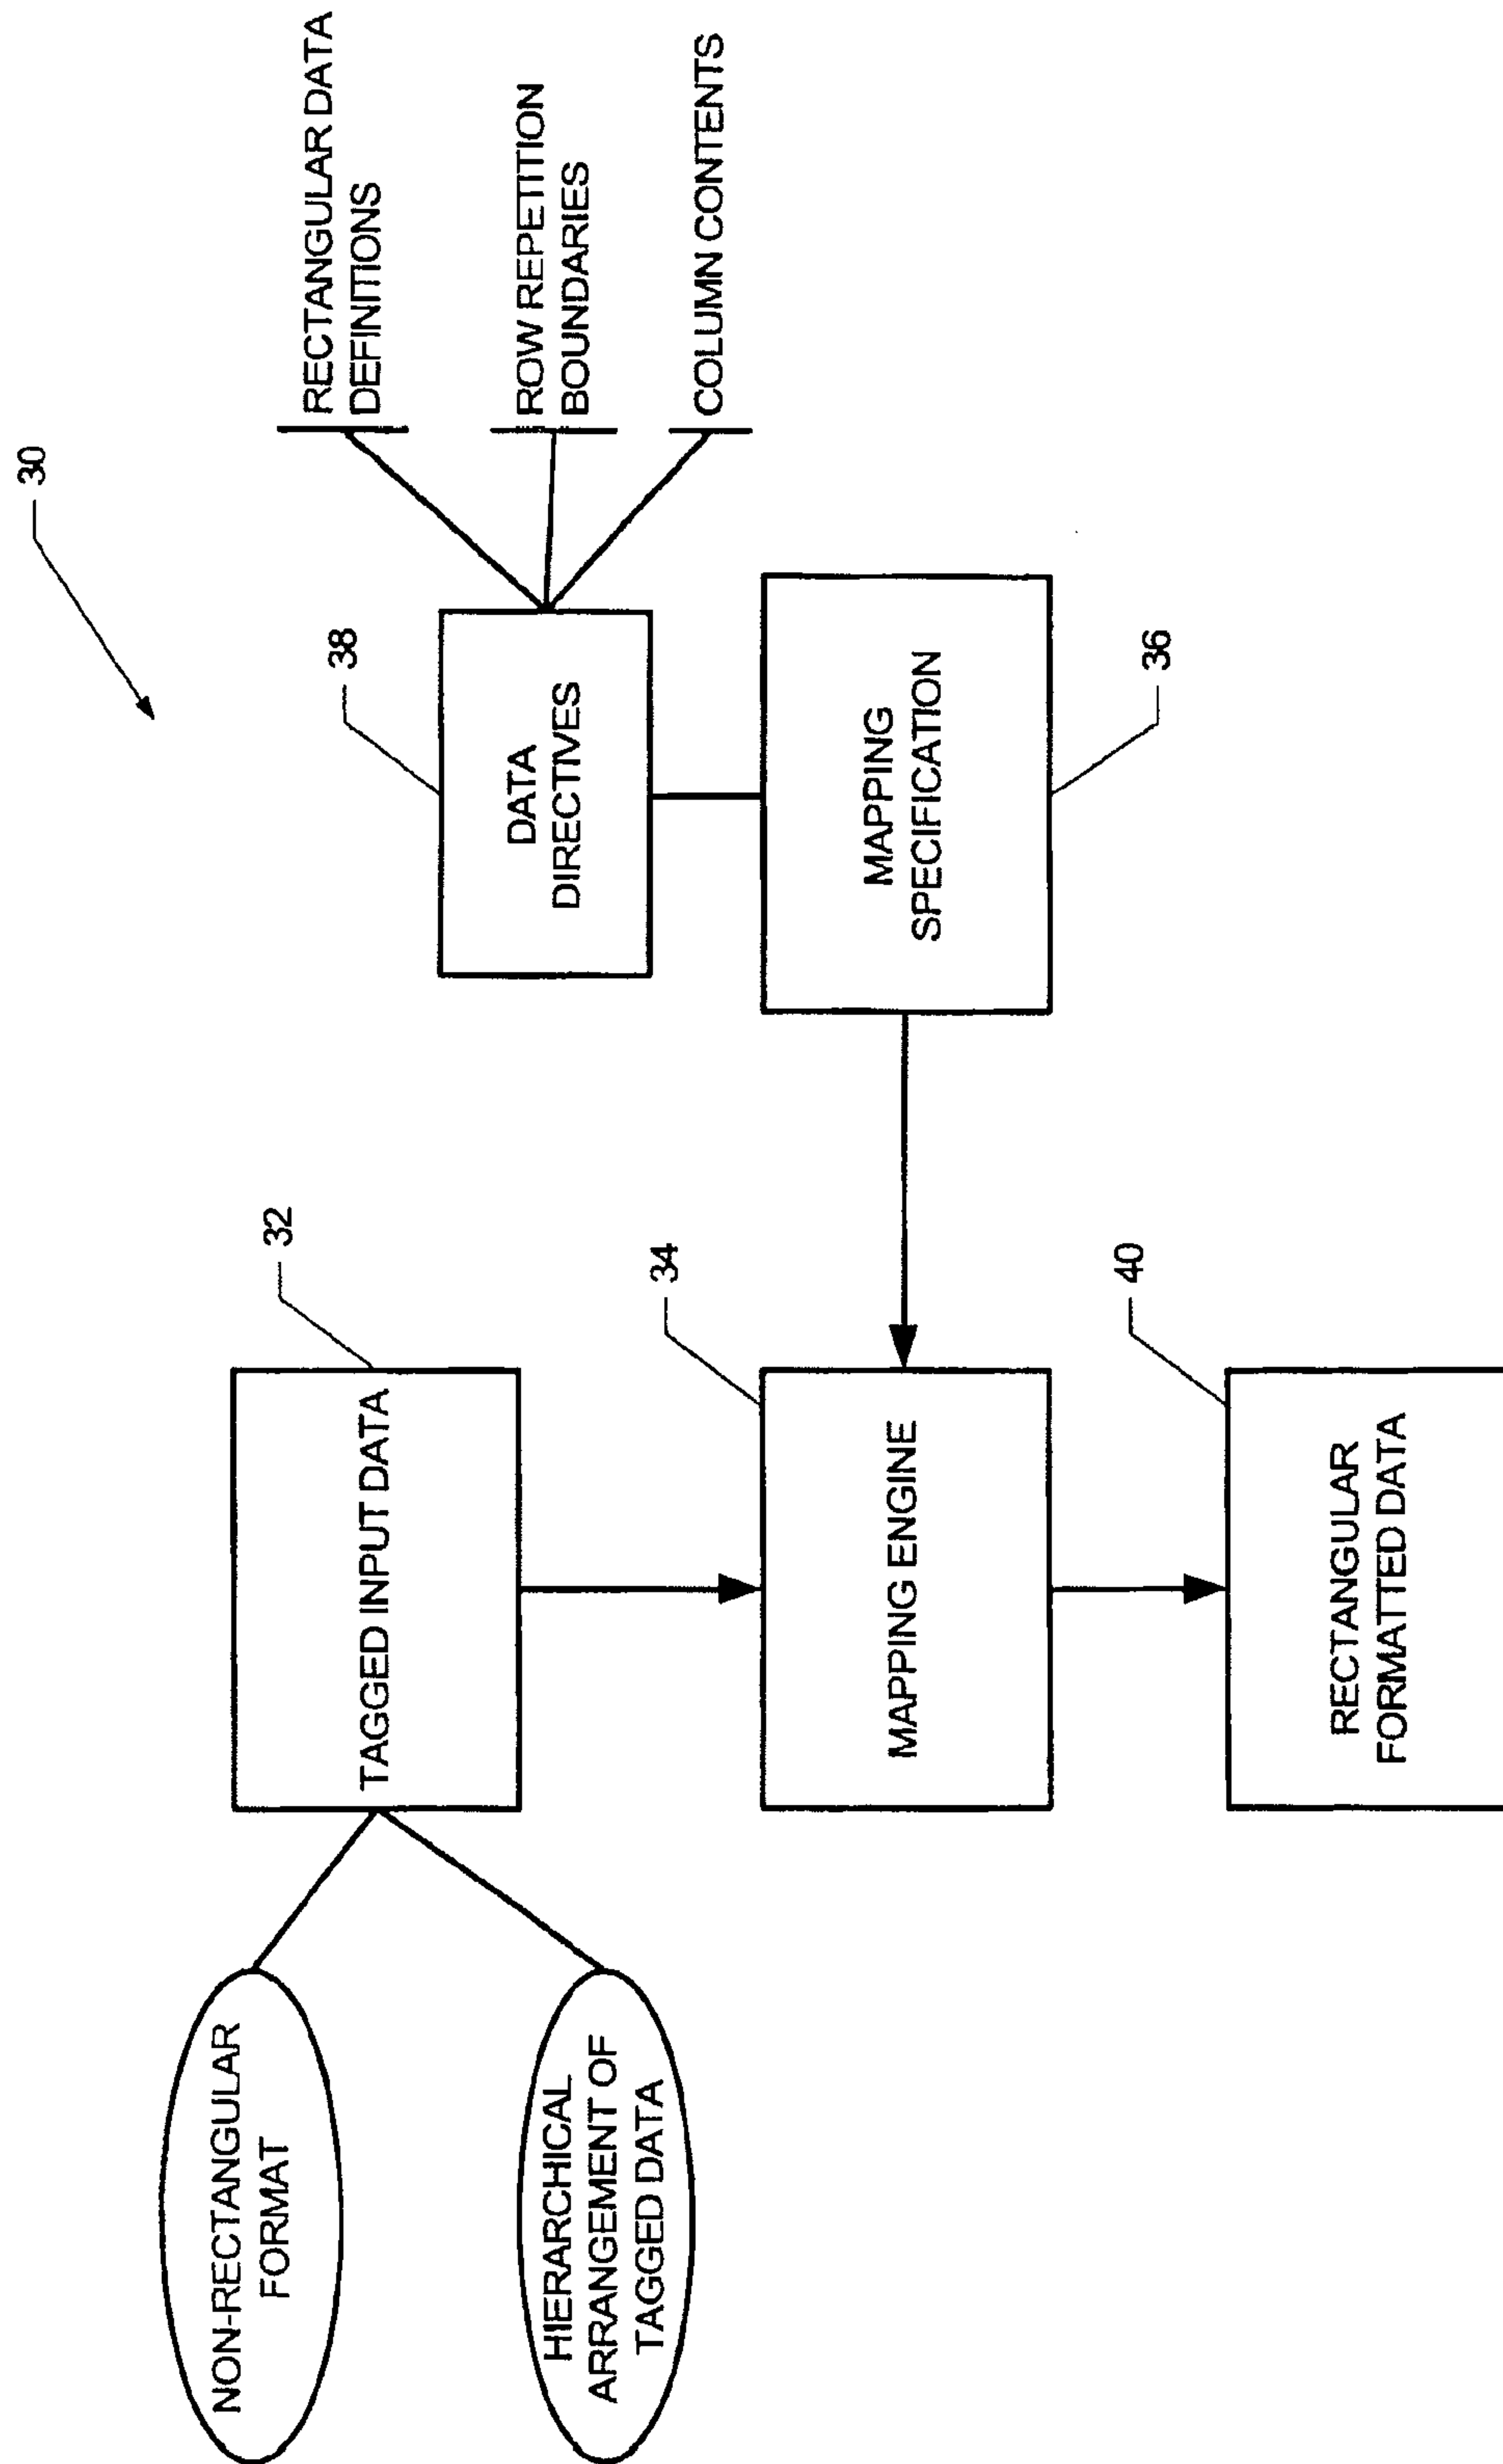 30
NON-RECTANGULAR
FORMAT
HIERARCHICAL
ARRANGEMENT OF
TAGGED DATA
TAGGED INPUT DATA
32
MAPPING ENGINE
34
RECTANGULAR
FORMATTED DATA
40
DATA
DIRECTIVES
38
MAPPING
SPECIFICATION
36
RECTANGULAR DATA
DEFINITIONS
ROW REPETITION
BOUNDARIES
COLUMN CONTENTS